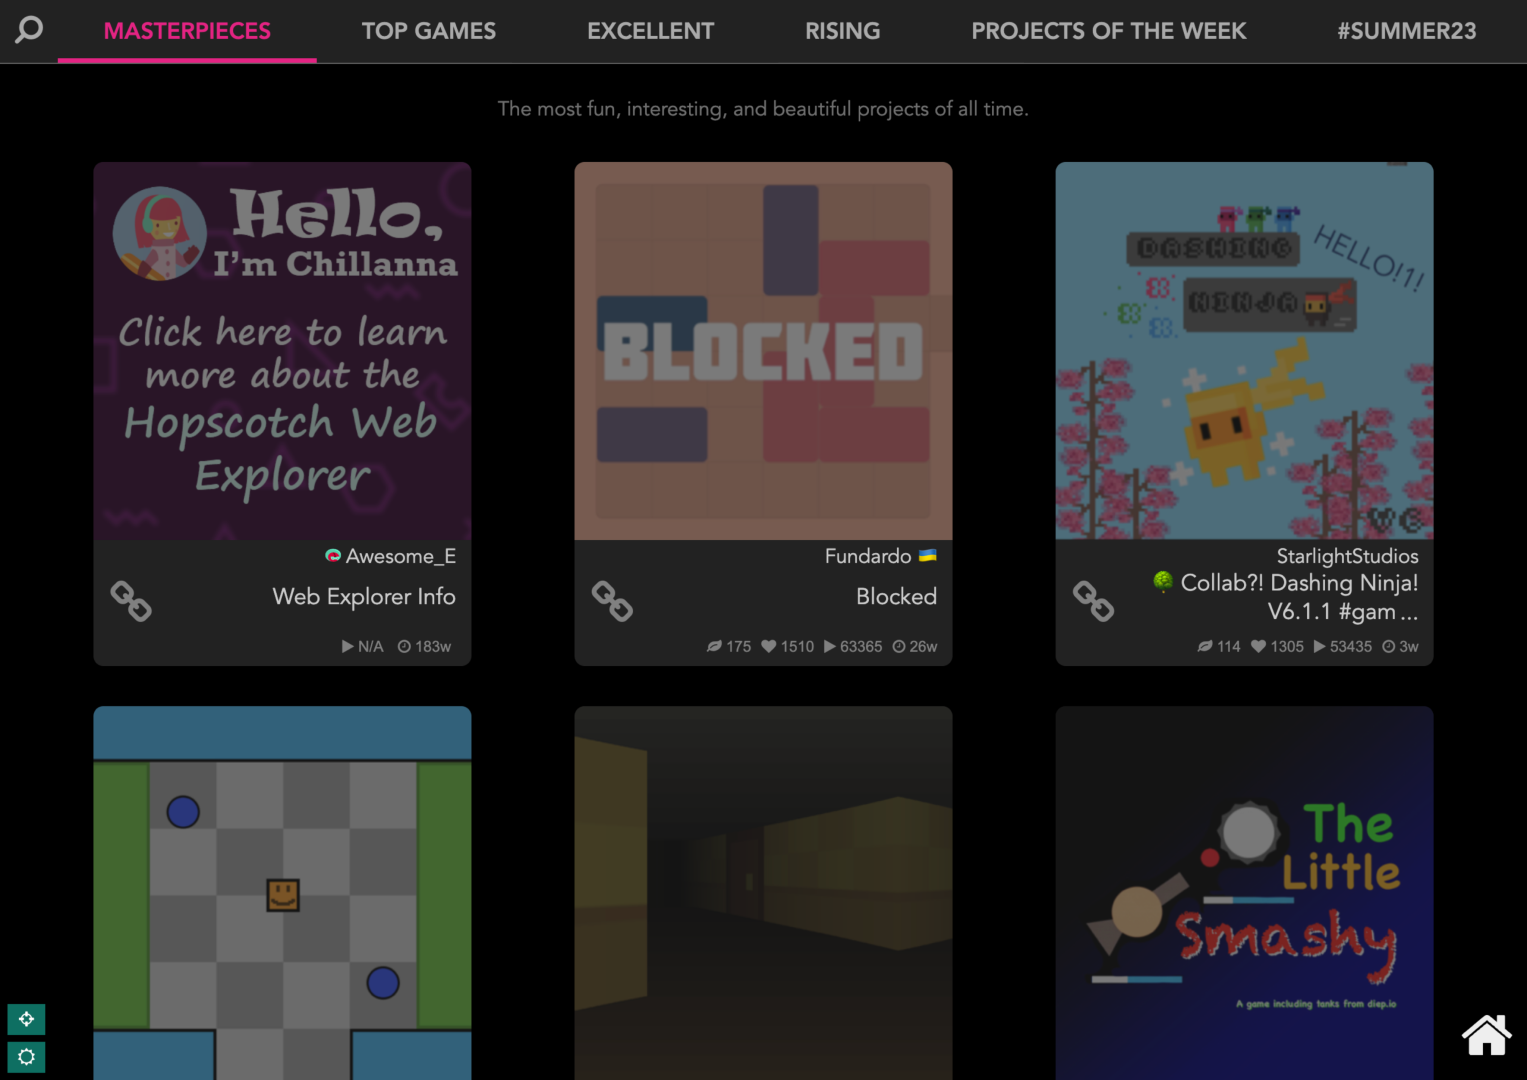 MASTERPIECES
TOP GAMES
EXCELLENT
RISING
PROJECTS OF THE WEEK
#SUMMER23
The most fun, interesting, and beautiful projects of all time.
Hello,
I'm Chillanna
Click here to learn
more about the
Hopscotch Web
Explorer
Awesome_E
Web Explorer Info
N/A 183w
BLOCKED
Fundardo 🇺🇦
Blocked
175 1510 63365 26w
DASHING
HELLO!1!
NINJA
StarlightStudios
🌳 Collab?! Dashing Ninja!
V6.1.1 #gam ...
114 1305 53435 3w
The
Little
Smashy
A game including tanks from diep.io